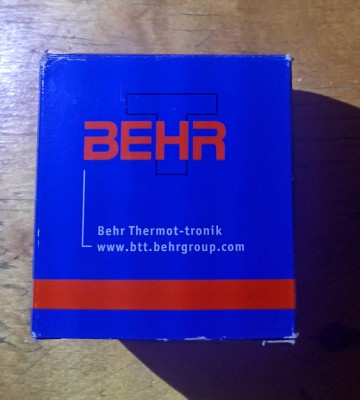 BEHR
Behr Thermot-tronik
www.btt.behrgroup.com